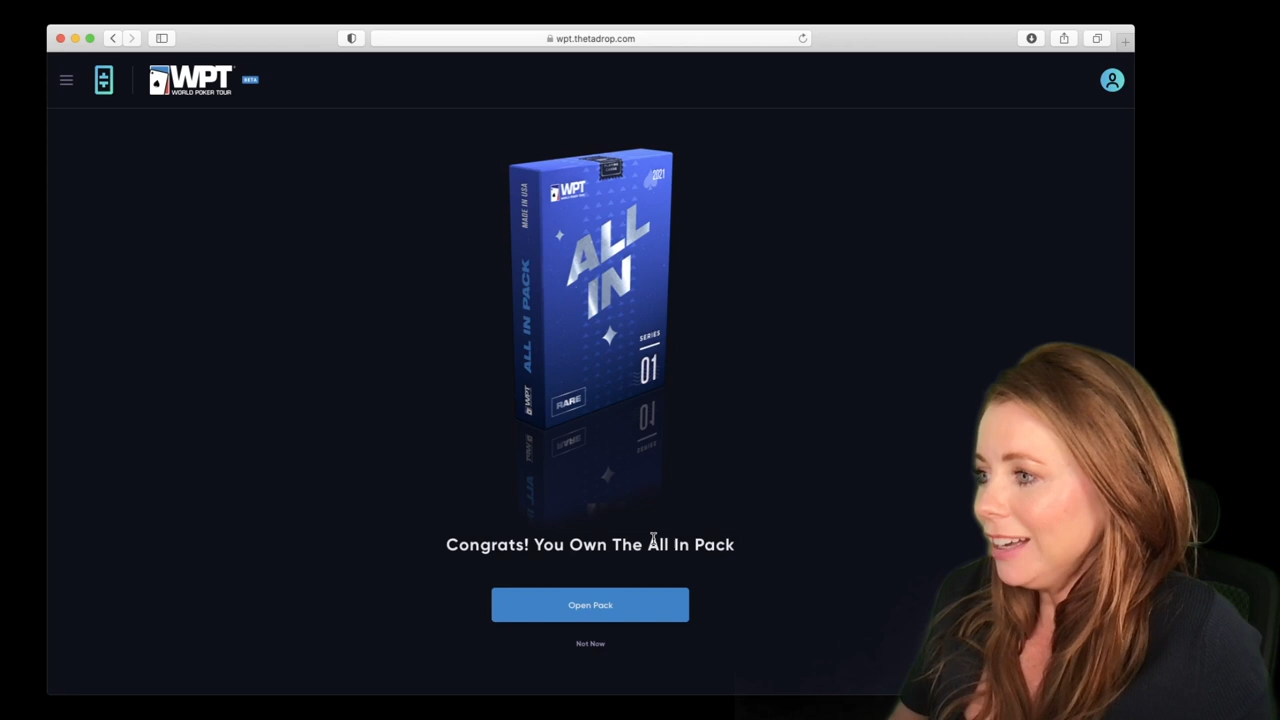 wpt.thetadrop.com
WPT
WORLD POKER TOUR
BETA
WPT
2021
MADE IN USA
ALL IN
ALL IN PACK
SERIES
01
WPT
RARE
Congrats! You Own The All In Pack
Open Pack
Not Now